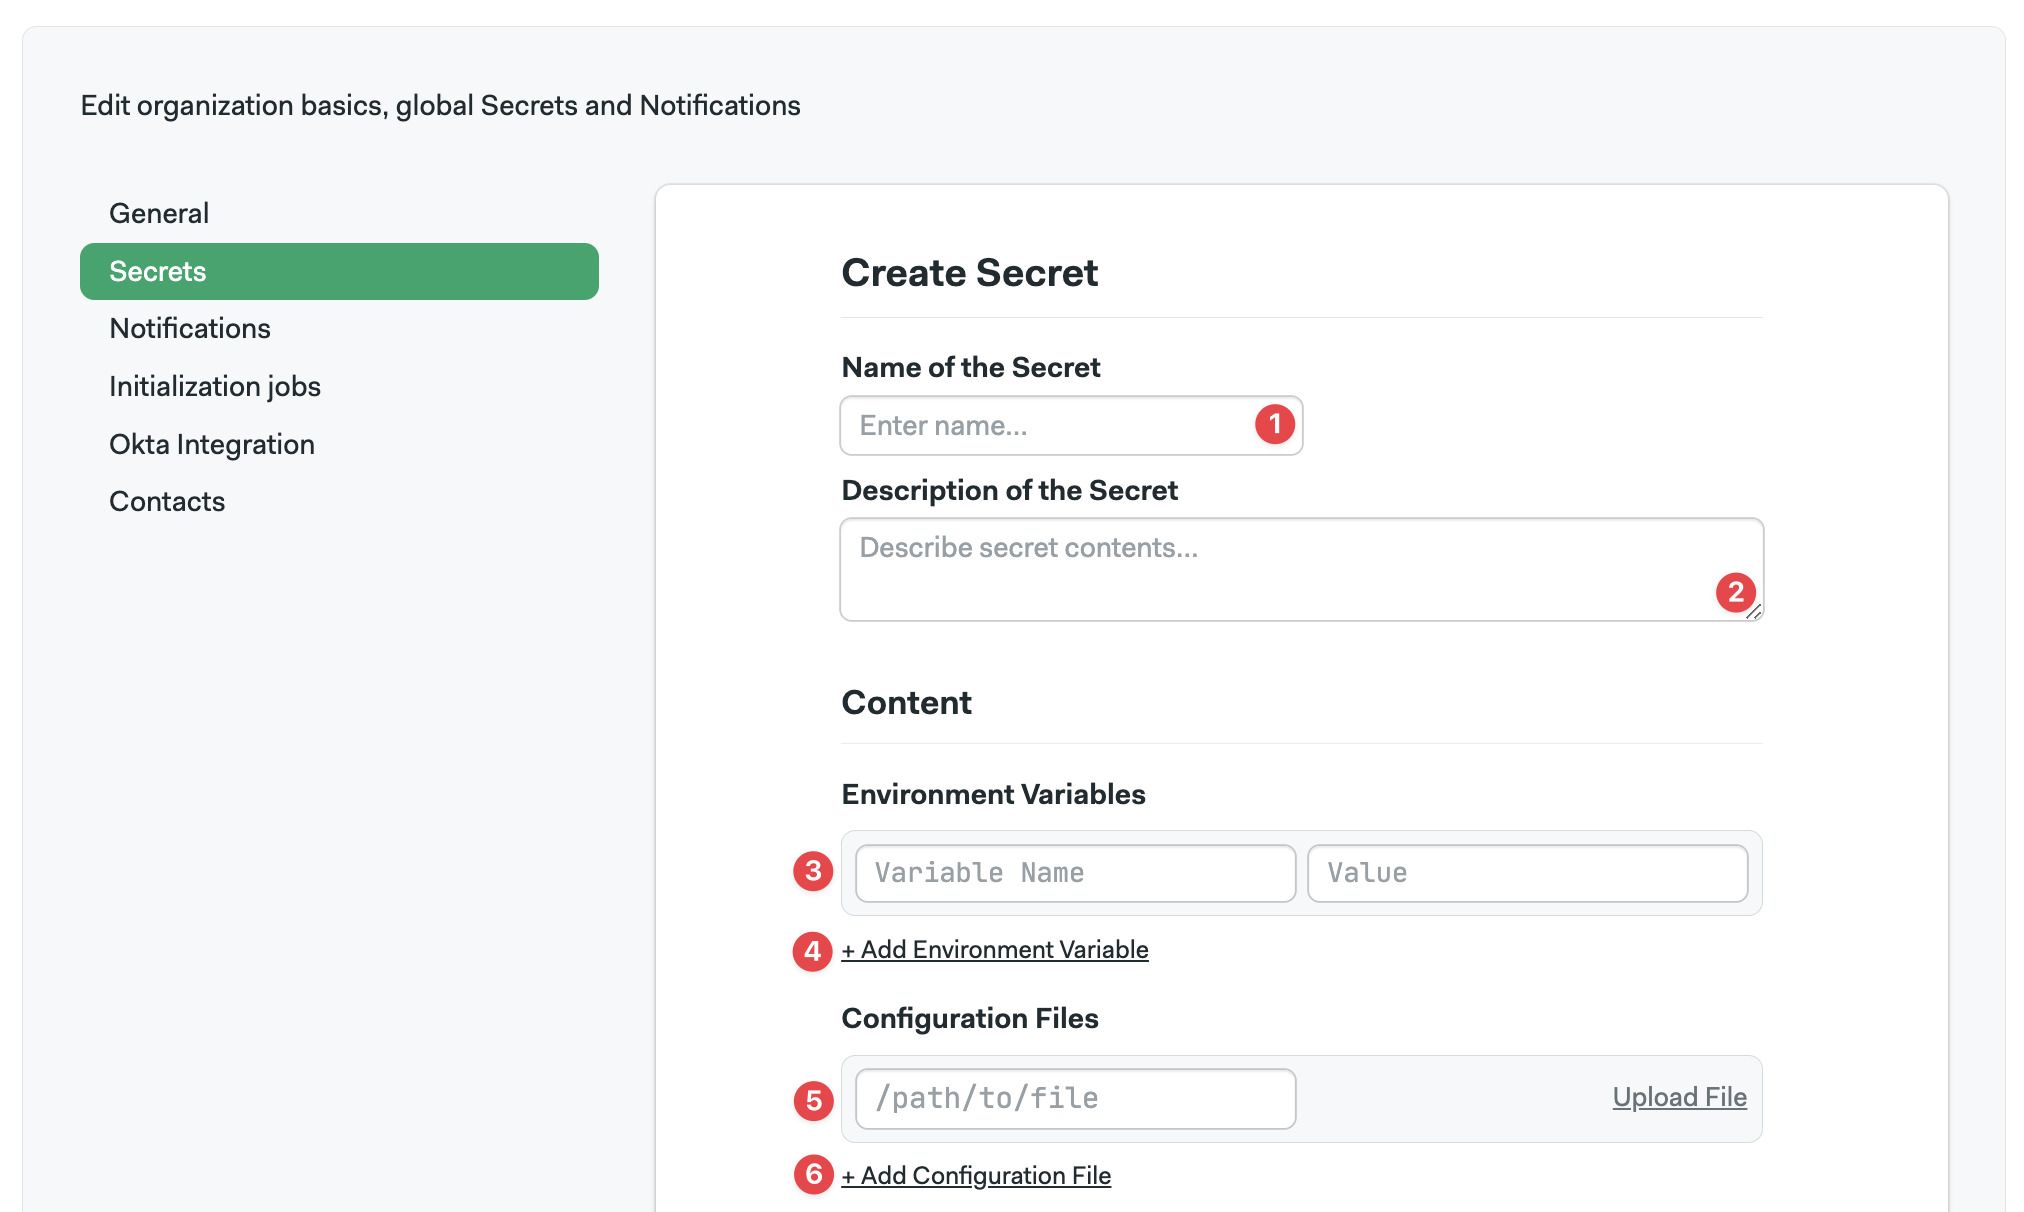 Edit organization basics, global Secrets and Notifications
General
Secrets
Notifications
Initialization jobs
Okta Integration
Contacts
Create Secret
Name of the Secret
Enter name... 1
Description of the Secret
Describe secret contents...
2
Content
Environment Variables
3 Variable Name Value
4 + Add Environment Variable
Configuration Files
5 /path/to/file Upload File
6 + Add Configuration File